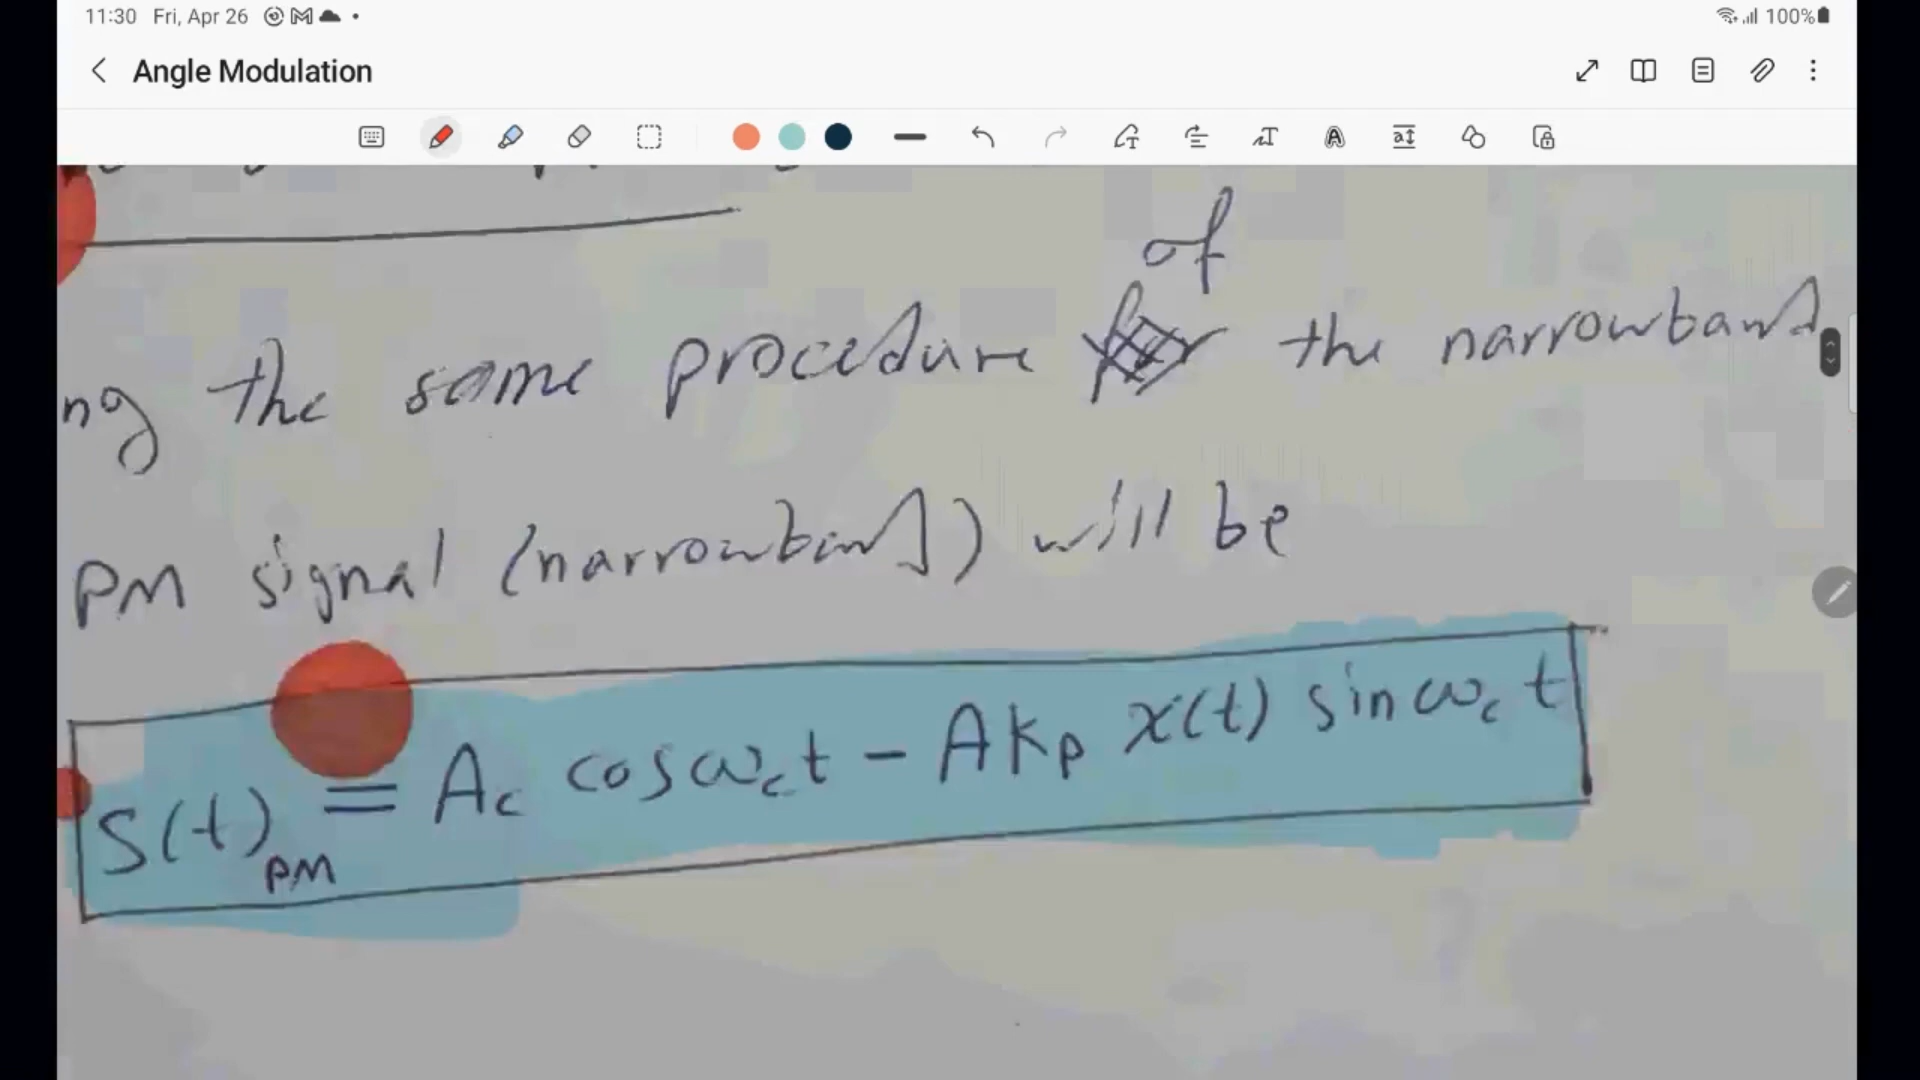 11:30 Fri, Apr 26
100%
Angle Modulation
of
ng the same procedure the narrowband
PM signal (narrowband) will be
S(t)PM = Ac cosωct - AKp x(t) sinωct